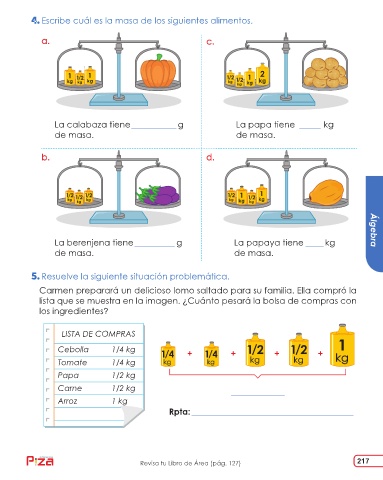 4. Escribe cuál es la masa de los siguientes alimentos.
a.
c.
1 kg 1/2 kg 1 kg
1/2 kg 1/2 kg 1 kg 2 kg
La calabaza tiene __________ g
de masa.
La papa tiene _____ kg
de masa.
b.
d.
1/2 kg 1/2 kg 1/2 kg
1/2 kg 1 kg 1/2 kg 1 kg
La berenjena tiene _________ g
de masa.
La papaya tiene ____ kg
de masa.
Álgebra
5. Resuelve la siguiente situación problemática.
Carmen preparará un delicioso lomo saltado para su familia. Ella compró la
lista que se muestra en la imagen. ¿Cuánto pesará la bolsa de compras con
los ingredientes?
LISTA DE COMPRAS
Cebolla 1/4 kg
Tomate 1/4 kg
Papa 1/2 kg
Carne 1/2 kg
Arroz 1 kg
1/4 kg + 1/4 kg + 1/2 kg + 1/2 kg + 1 kg
Rpta: ______________________________
Piza
Revisa tu Libro de Área (pág. 127)
217